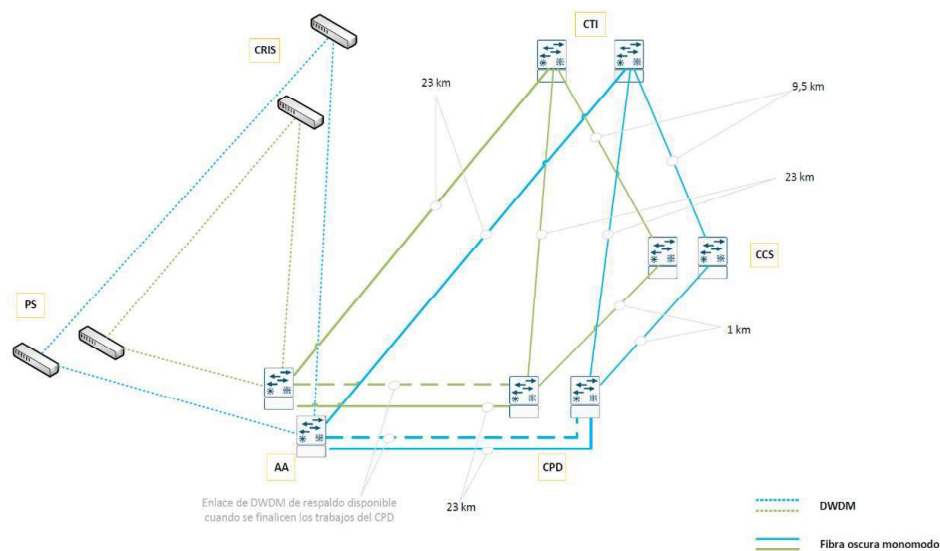 CTI
CRIS
23 km
9,5 km
23 km
CCS
PS
1 km
AA
CPD
Enlace de DWDM de respaldo disponible
cuando se finalicen los trabajos del CPD
23 km
DWDM
Fibra oscura monomodo